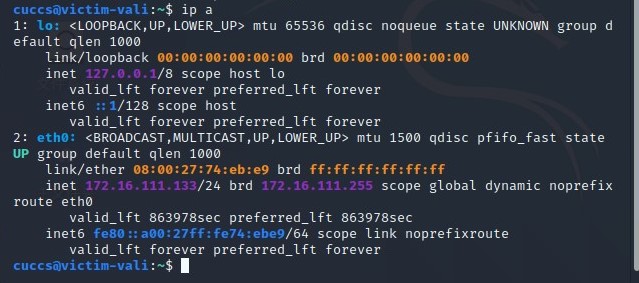 cuccs@victim-vali:~$ ip a
1: lo: <LOOPBACK,UP,LOWER_UP> mtu 65536 qdisc noqueue state UNKNOWN group d
efault qlen 1000
    link/loopback 00:00:00:00:00:00 brd 00:00:00:00:00:00
    inet 127.0.0.1/8 scope host lo
       valid_lft forever preferred_lft forever
    inet6 ::1/128 scope host
       valid_lft forever preferred_lft forever
2: eth0: <BROADCAST,MULTICAST,UP,LOWER_UP> mtu 1500 qdisc pfifo_fast state
UP group default qlen 1000
    link/ether 08:00:27:74:eb:e9 brd ff:ff:ff:ff:ff:ff
    inet 172.16.111.133/24 brd 172.16.111.255 scope global dynamic noprefix
route eth0
       valid_lft 863978sec preferred_lft 863978sec
    inet6 fe80::a00:27ff:fe74:ebe9/64 scope link noprefixroute
       valid_lft forever preferred_lft forever
cuccs@victim-vali:~$